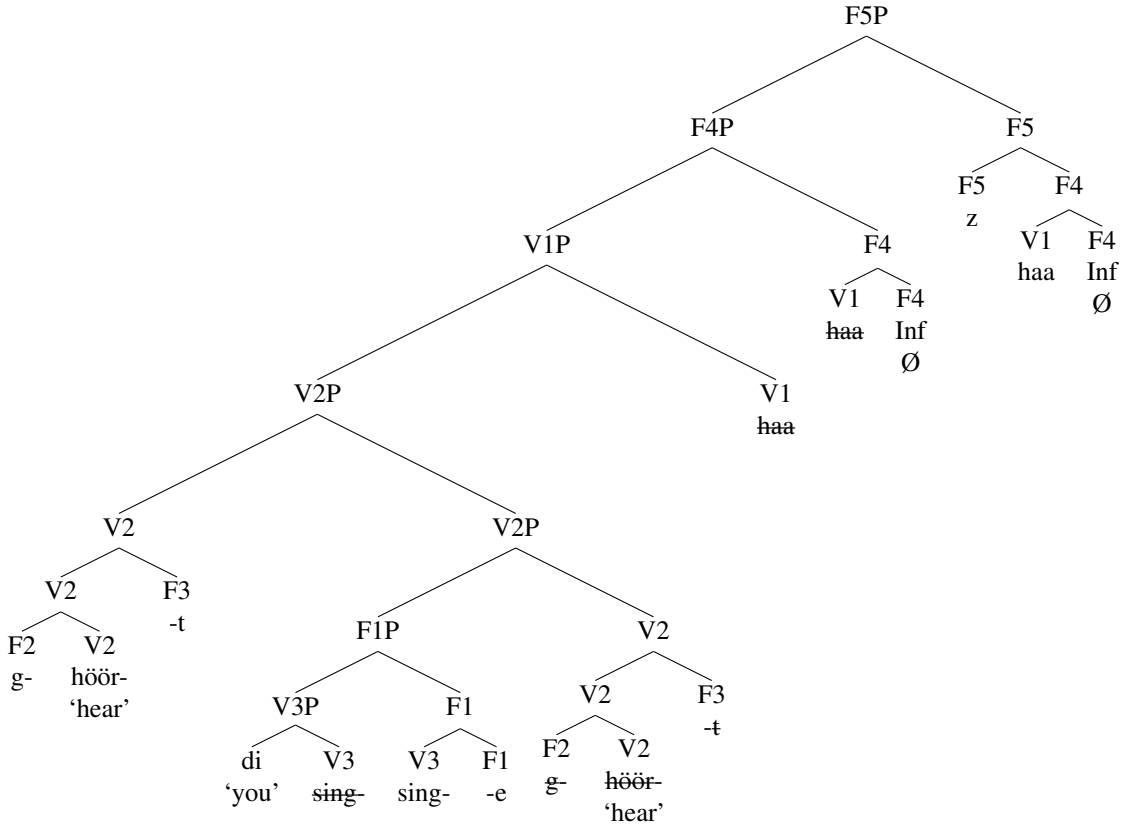 F5P
F4P F5
F5 F4
z
V1P F4 V1 F4
haa Inf
Ø
V1 F4
haa Inf
Ø
V2P V1
haa
V2 V2P
V2 F3
-t
F2 V2
g- höör-
‘hear’
F1P V2
V3P F1 V2 F3
-t
di V3 V3 F1 F2 V2
‘you’ sing- sing- -e g- höör-
‘hear’